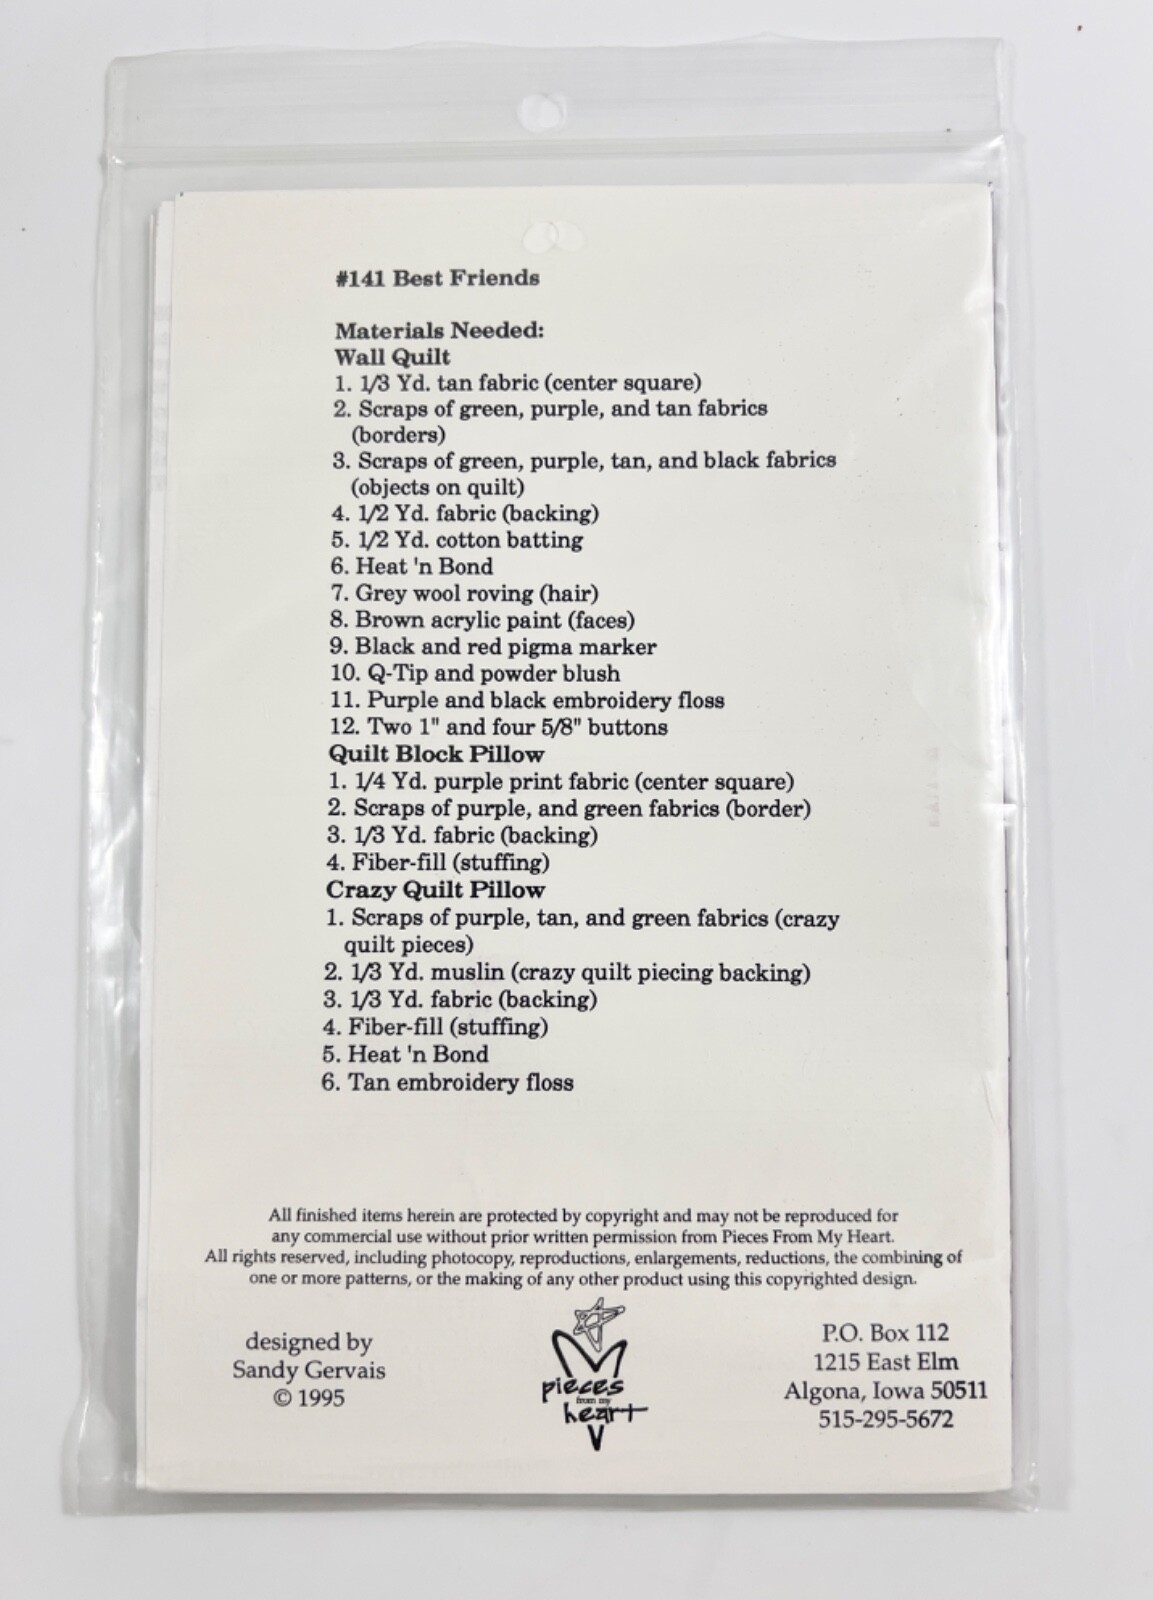 #141 Best Friends
Materials Needed:
Wall Quilt
1. 1/3 Yd. tan fabric (center square)
2. Scraps of green, purple, and tan fabrics
(borders)
3. Scraps of green, purple, tan, and black fabrics
(objects on quilt)
4. 1/2 Yd. fabric (backing)
5. 1/2 Yd. cotton batting
6. Heat 'n Bond
7. Grey wool roving (hair)
8. Brown acrylic paint (faces)
9. Black and red pigma marker
10. Q-Tip and powder blush
11. Purple and black embroidery floss
12. Two 1" and four 5/8" buttons
Quilt Block Pillow
1. 1/4 Yd. purple print fabric (center square)
2. Scraps of purple, and green fabrics (border)
3. 1/3 Yd. fabric (backing)
4. Fiber-fill (stuffing)
Crazy Quilt Pillow
1. Scraps of purple, tan, and green fabrics (crazy
quilt pieces)
2. 1/3 Yd. muslin (crazy quilt piecing backing)
3. 1/3 Yd. fabric (backing)
4. Fiber-fill (stuffing)
5. Heat 'n Bond
6. Tan embroidery floss
All finished items herein are protected by copyright and may not be reproduced for
any commercial use without prior written permission from Pieces From My Heart.
All rights reserved, including photocopy, reproductions, enlargements, reductions, the combining of
one or more patterns, or the making of any other product using this copyrighted design.
designed by
Sandy Gervais
© 1995
pieces
from my
heart
P.O. Box 112
1215 East Elm
Algona, Iowa 50511
515-295-5672